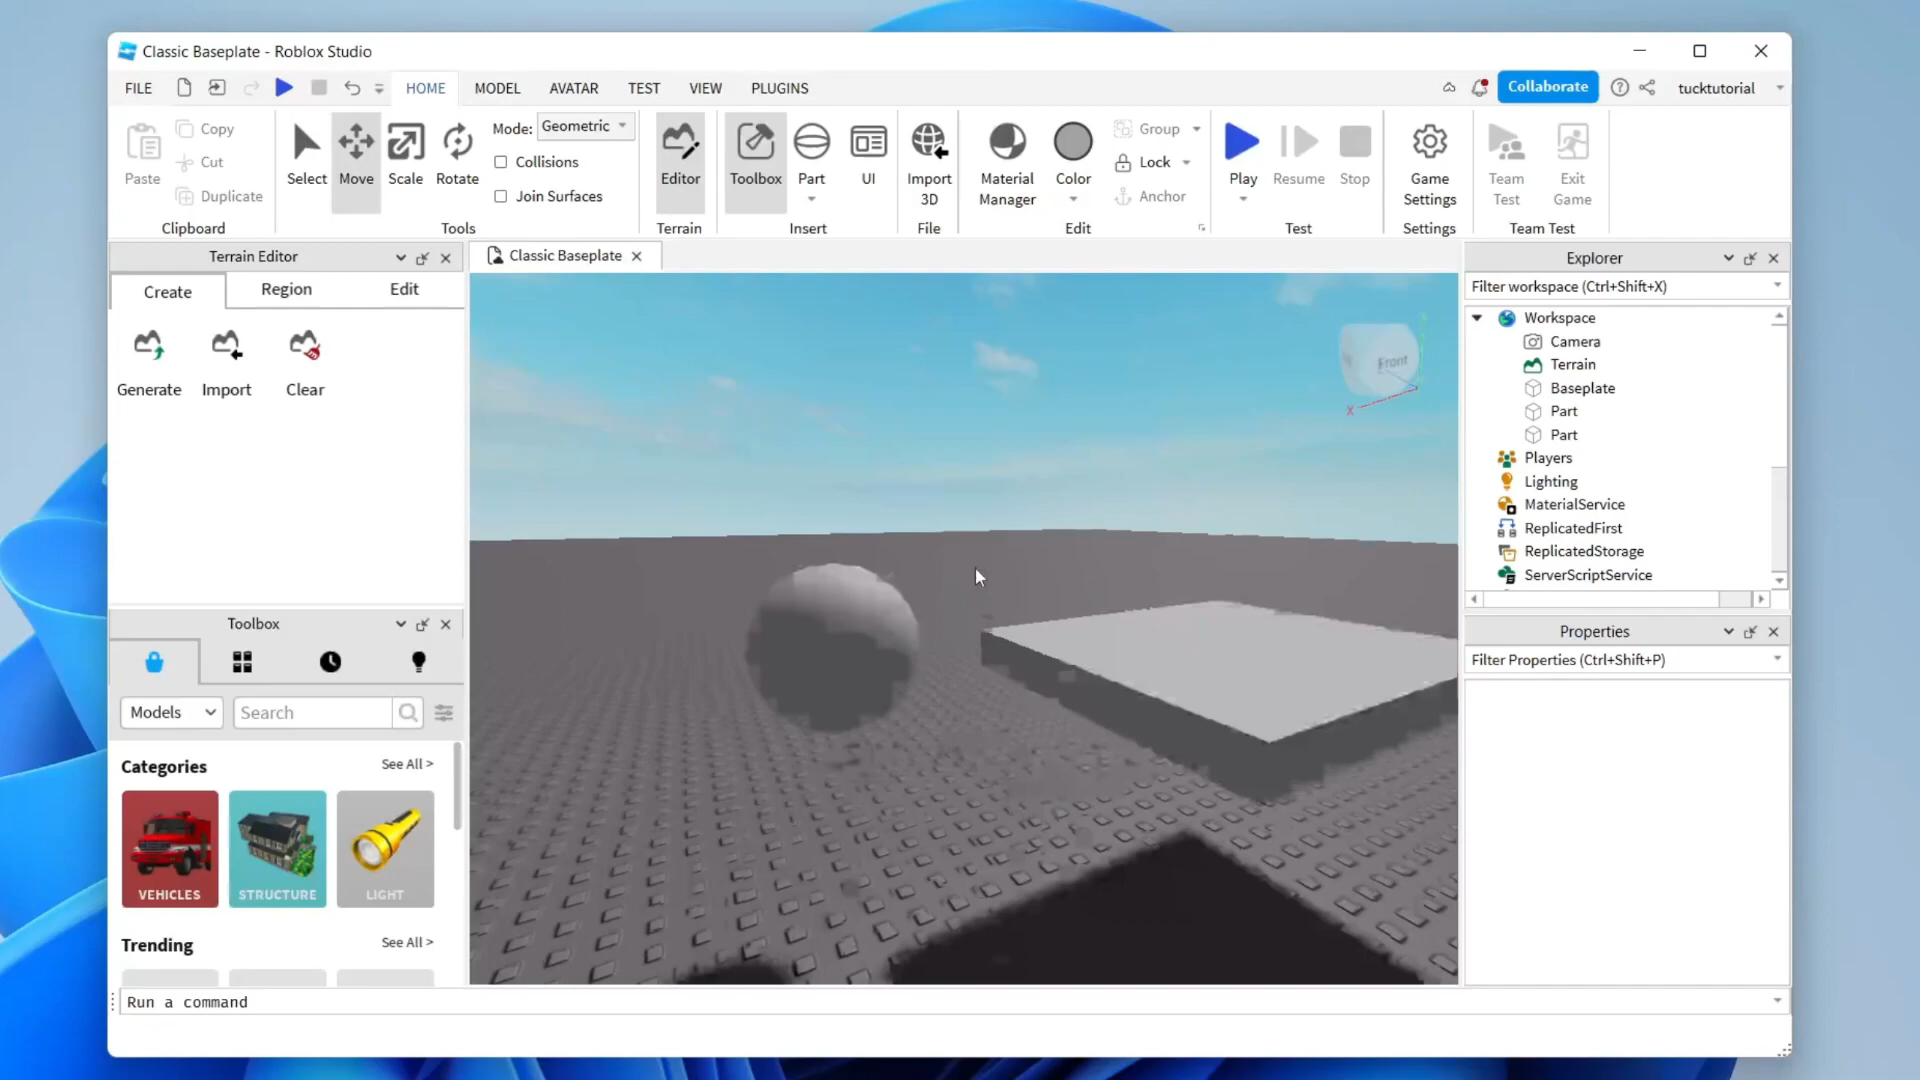 Classic Baseplate - Roblox Studio
FILE HOME MODEL AVATAR TEST VIEW PLUGINS Collaborate tucktutorial
Paste Copy Cut Duplicate
Clipboard
Select Move Scale Rotate
Mode: Geometric
Collisions
Join Surfaces
Tools
Editor
Terrain
Toolbox Part UI
Insert
Import 3D
File
Material Manager Color
Group
Lock
Anchor
Edit
Play Resume Stop
Test
Game Settings
Settings
Team Test Exit Game
Team Test
Terrain Editor
Create Region Edit
Generate Import Clear
Toolbox
Models Search
Categories See All >
VEHICLES STRUCTURE LIGHT
Trending See All >
Classic Baseplate
Front
X
Explorer
Filter workspace (Ctrl+Shift+X)
Workspace
Camera
Terrain
Baseplate
Part
Part
Players
Lighting
MaterialService
ReplicatedFirst
ReplicatedStorage
ServerScriptService
Properties
Filter Properties (Ctrl+Shift+P)
Run a command